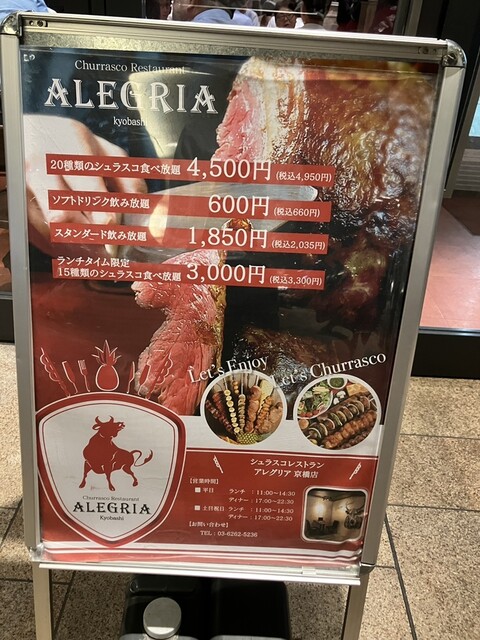 Churrasco Restaurant
ALEGRIA
kyobashi
20種類のシュラスコ食べ放題 4,500円 (税込4,950円)
ソフトドリンク飲み放題 600円 (税込660円)
スタンダード飲み放題 1,850円 (税込2,035円)
ランチタイム限定
15種類のシュラスコ食べ放題 3,000円 (税込3,300円)
Let's Enjoy Let's Churrasco
Churrasco Restaurant
ALEGRIA
Kyobashi
シュラスコレストラン
アレグリア 京橋店
【営業時間】
■ 平日 ランチ : 11:00~14:30
ディナー : 17:00~22:30
■ 土日祝日 ランチ : 11:00~14:30
ディナー : 17:00~22:30
【お問い合わせ】
TEL : 03-6262-5236